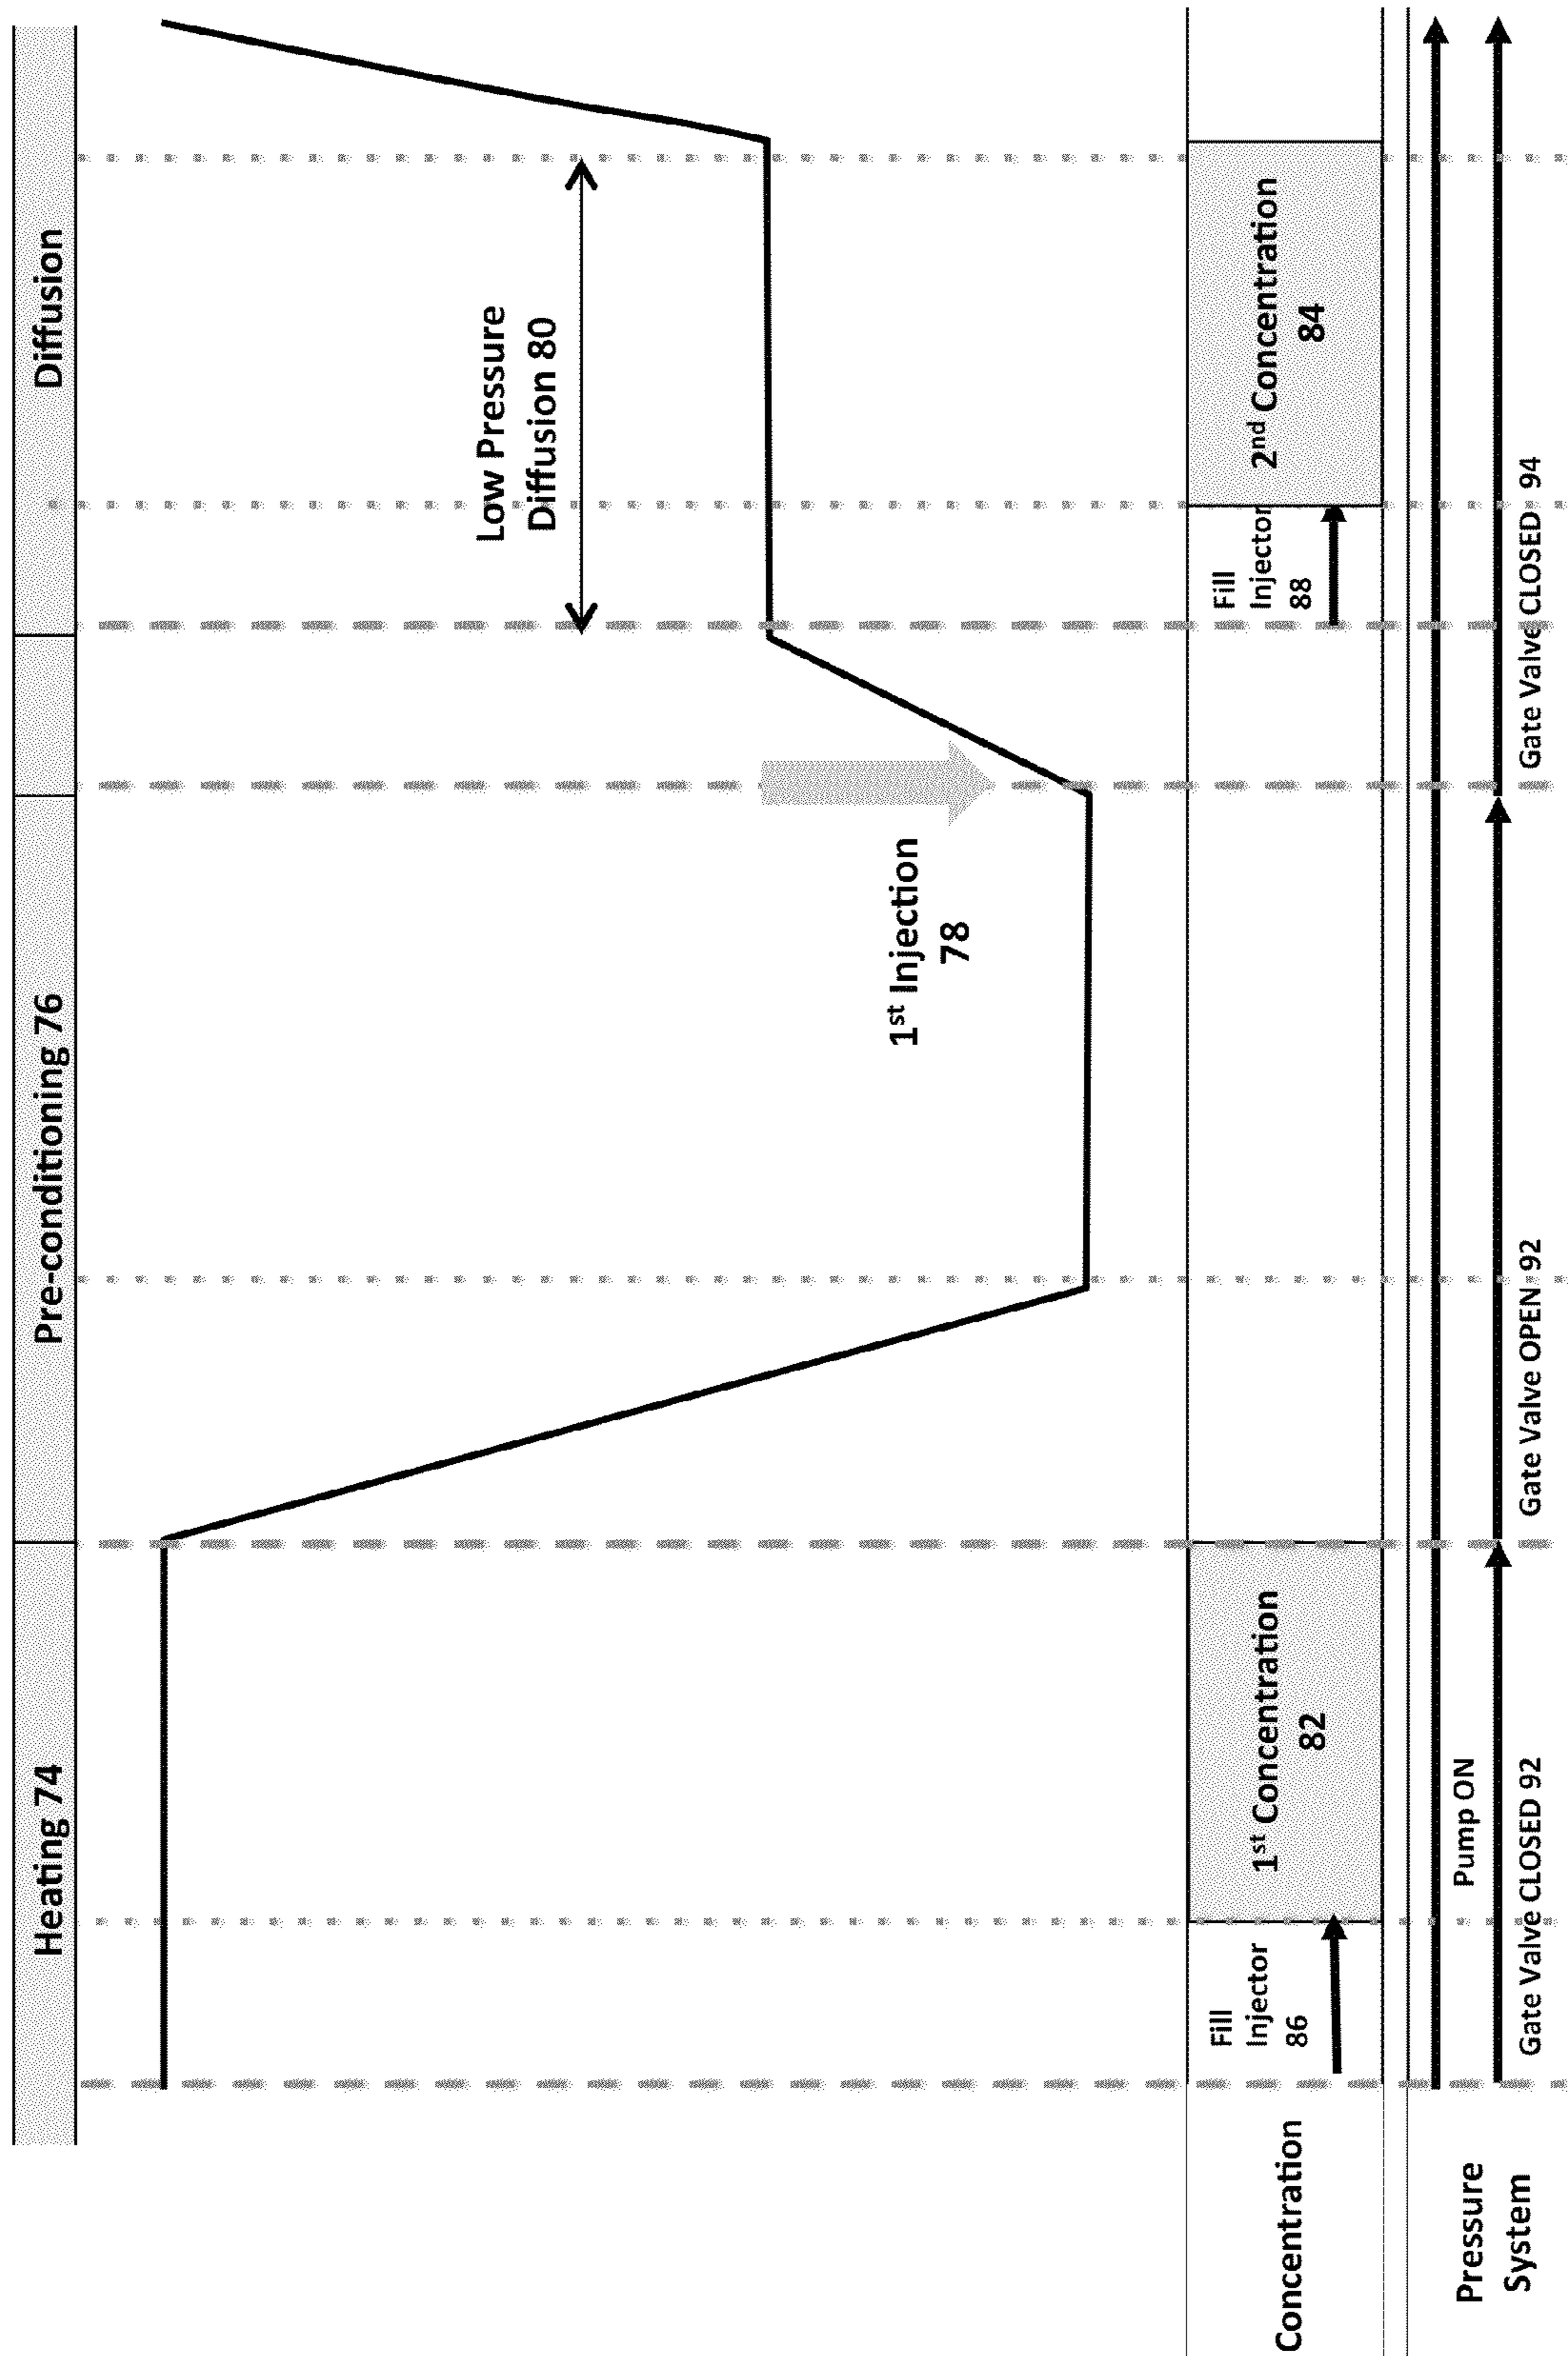 Heating 74
Pre-conditioning 76
Diffusion
Low Pressure
Diffusion 80
1st Injection
78
Concentration
Fill
Injector
86
1st Concentration
82
Fill
Injector
88
2nd Concentration
84
Pressure
System
Pump ON
Gate Valve CLOSED 92
Gate Valve OPEN 92
Gate Valve CLOSED 94